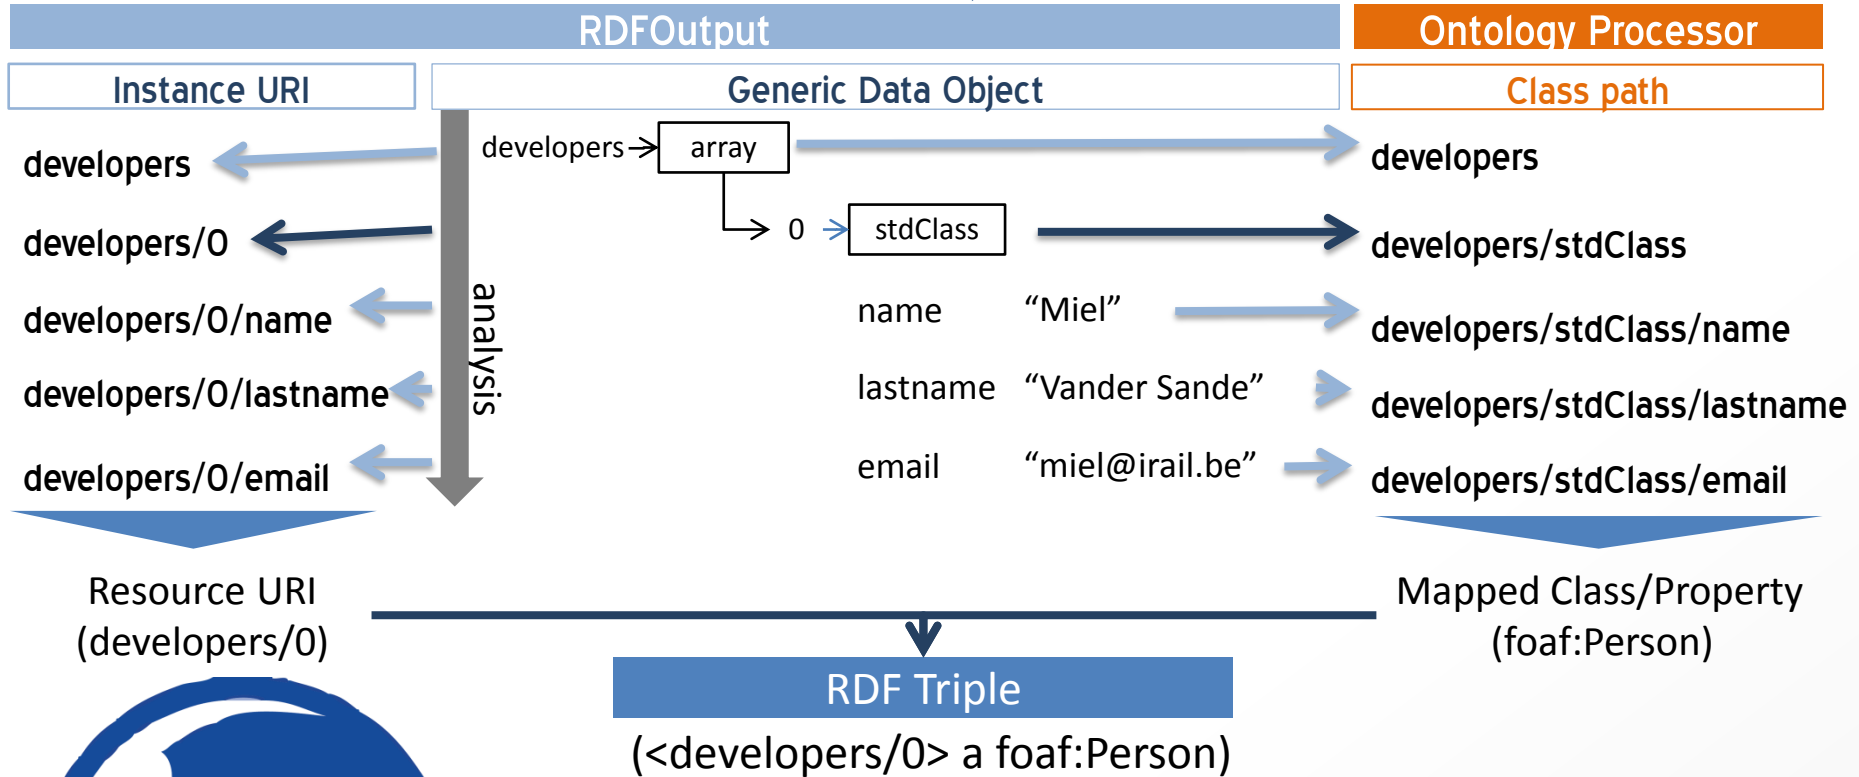 RDFOutput
Ontology Processor
Instance URI
Generic Data Object
Class path
developers
developers
array
developers
developers/0
0
stdClass
developers/stdClass
analysis
developers/0/name
name
“Miel”
developers/stdClass/name
developers/0/lastname
lastname
“Vander Sande”
developers/stdClass/lastname
developers/0/email
email
“miel@irail.be”
developers/stdClass/email
Resource URI
(developers/0)
Mapped Class/Property
(foaf:Person)
RDF Triple
(<developers/0> a foaf:Person)